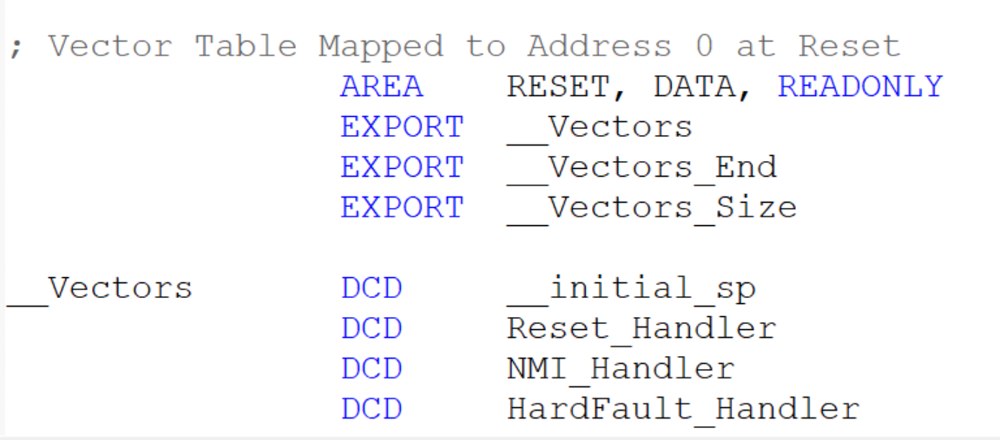 ; Vector Table Mapped to Address 0 at Reset
AREA RESET, DATA, READONLY
EXPORT __Vectors
EXPORT __Vectors_End
EXPORT __Vectors_Size
__Vectors DCD __initial_sp
DCD Reset_Handler
DCD NMI_Handler
DCD HardFault_Handler